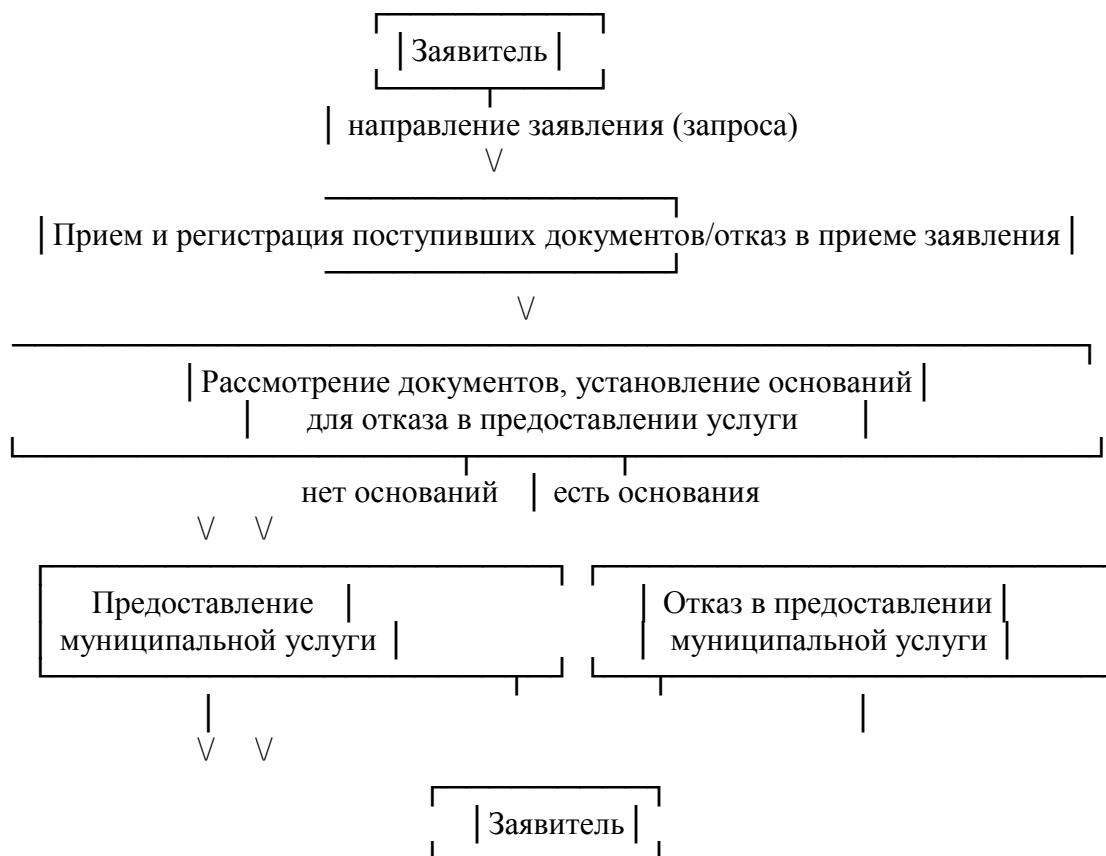 Заявитель
направление заявления (запроса)
Прием и регистрация поступивших документов/отказ в приеме заявления
Рассмотрение документов, установление оснований
для отказа в предоставлении услуги
нет оснований есть основания
Предоставление Отказ в предоставлении
муниципальной услуги муниципальной услуги
Заявитель